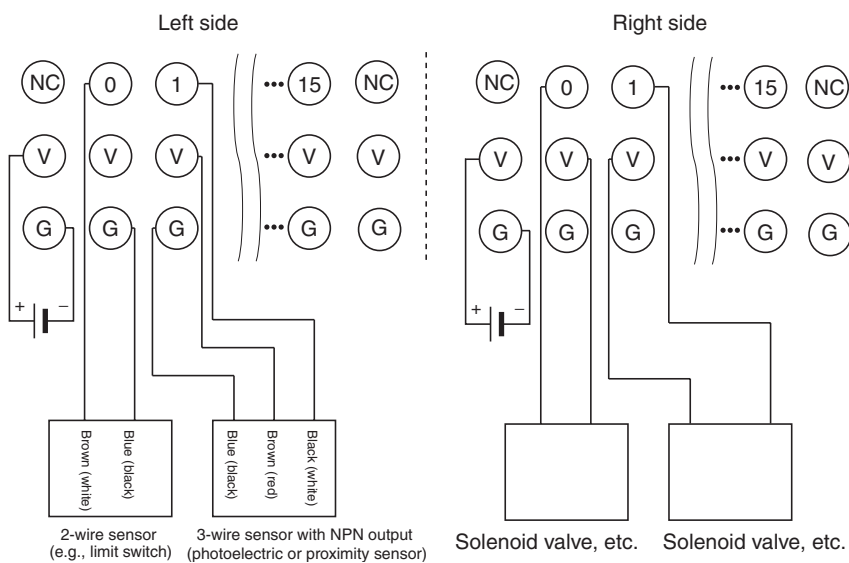 Left side
Right side
NC 0 1 ••• 15 NC
NC 0 1 ••• 15 NC
V V V ••• V V
V V V ••• V V
G G G ••• G G
G G G ••• G G
+ −
+ −
Brown (white)
Blue (black)
Blue (black)
Brown (red)
Black (white)
2-wire sensor
(e.g., limit switch)
3-wire sensor with NPN output
(photoelectric or proximity sensor)
Solenoid valve, etc.
Solenoid valve, etc.